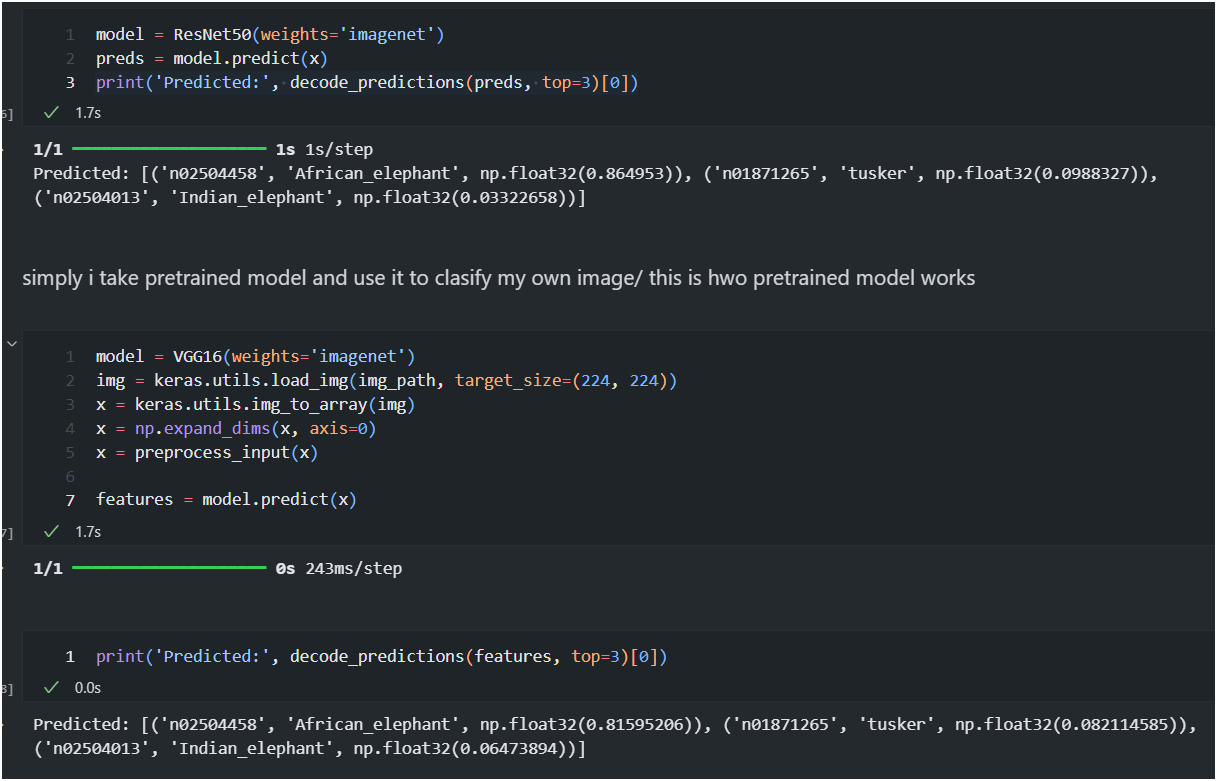 1 model = ResNet50(weights='imagenet')
2 preds = model.predict(x)
3 print('Predicted:', decode_predictions(preds, top=3)[0])
6] ✓ 1.7s
1/1 ━━━━━━━━━━━━━━━━━━━━ 1s 1s/step
Predicted: [('n02504458', 'African_elephant', np.float32(0.864953)), ('n01871265', 'tusker', np.float32(0.0988327)),
('n02504013', 'Indian_elephant', np.float32(0.03322658))]
simply i take pretrained model and use it to clasify my own image/ this is hwo pretrained model works
1 model = VGG16(weights='imagenet')
2 img = keras.utils.load_img(img_path, target_size=(224, 224))
3 x = keras.utils.img_to_array(img)
4 x = np.expand_dims(x, axis=0)
5 x = preprocess_input(x)
6
7 features = model.predict(x)
7] ✓ 1.7s
1/1 ━━━━━━━━━━━━━━━━━━━━ 0s 243ms/step
1 print('Predicted:', decode_predictions(features, top=3)[0])
8] ✓ 0.0s
Predicted: [('n02504458', 'African_elephant', np.float32(0.81595206)), ('n01871265', 'tusker', np.float32(0.082114585)),
('n02504013', 'Indian_elephant', np.float32(0.06473894))]